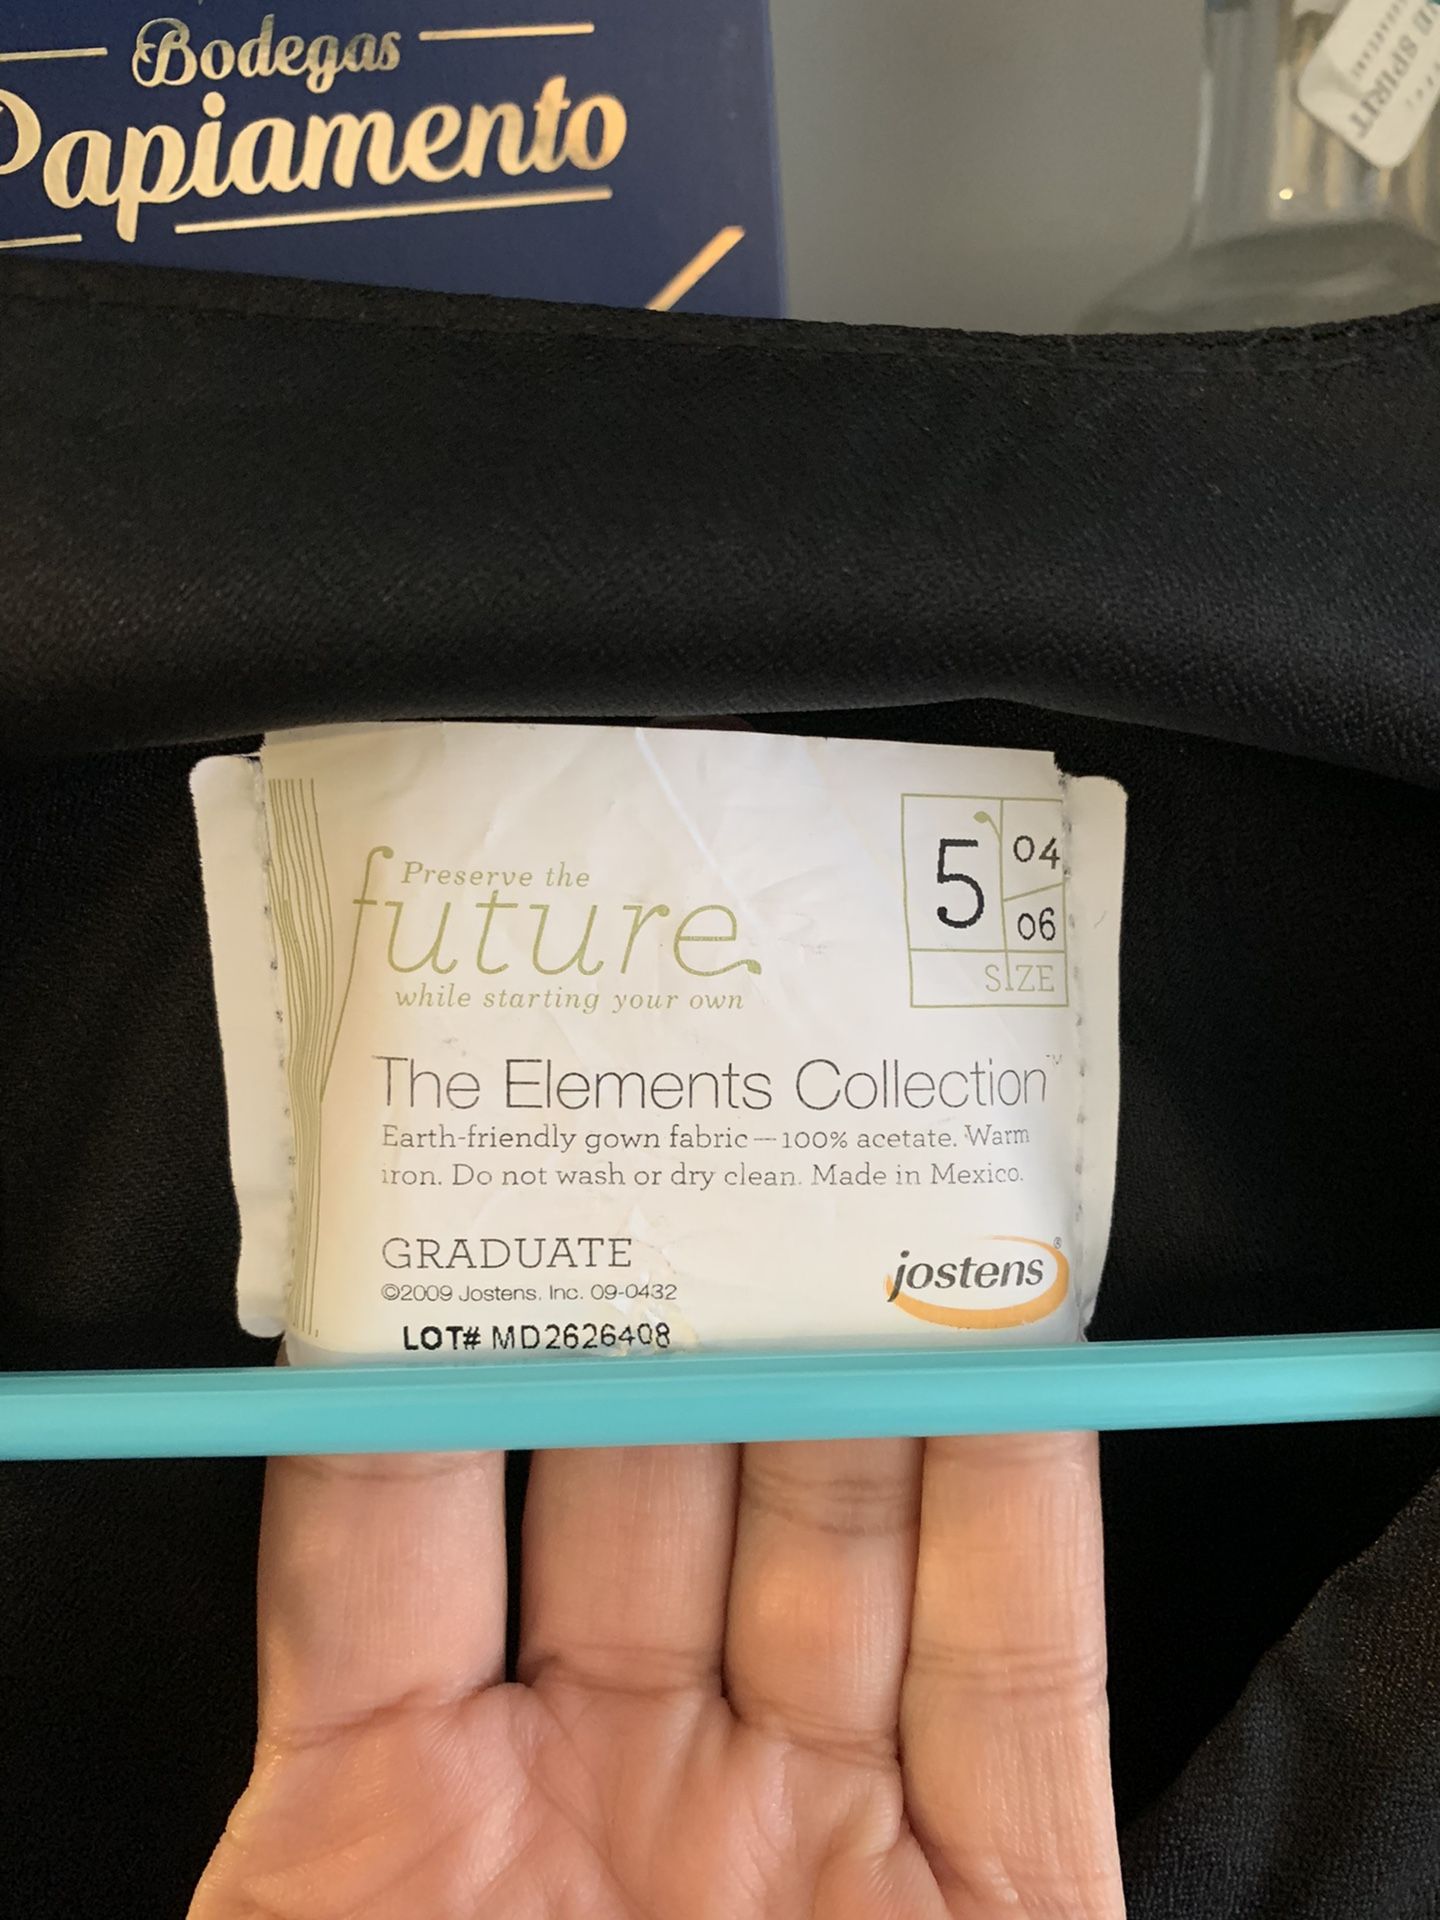 Bodegas
Papiamento
SPIRIT
Preserve the
future
while starting your own
5 04
06
SIZE
The Elements Collection™
Earth-friendly gown fabric—100% acetate. Warm
iron. Do not wash or dry clean. Made in Mexico.
GRADUATE
©2009 Jostens, Inc. 09-0432
jostens®
LOT# MD2626408